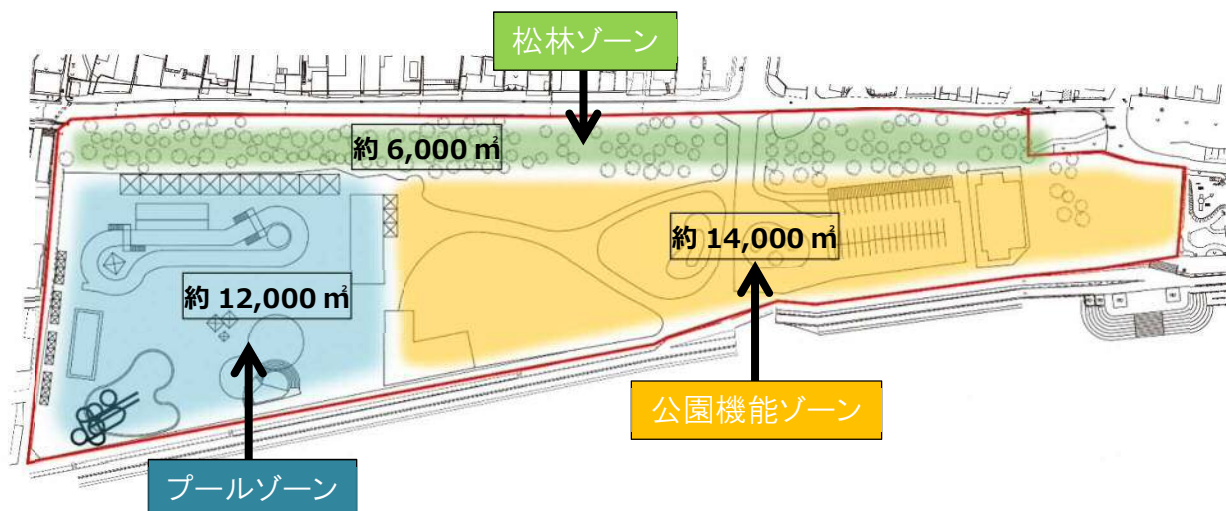 松林ゾーン
約 6,000 ㎡
約 14,000 ㎡
約 12,000 ㎡
公園機能ゾーン
プールゾーン